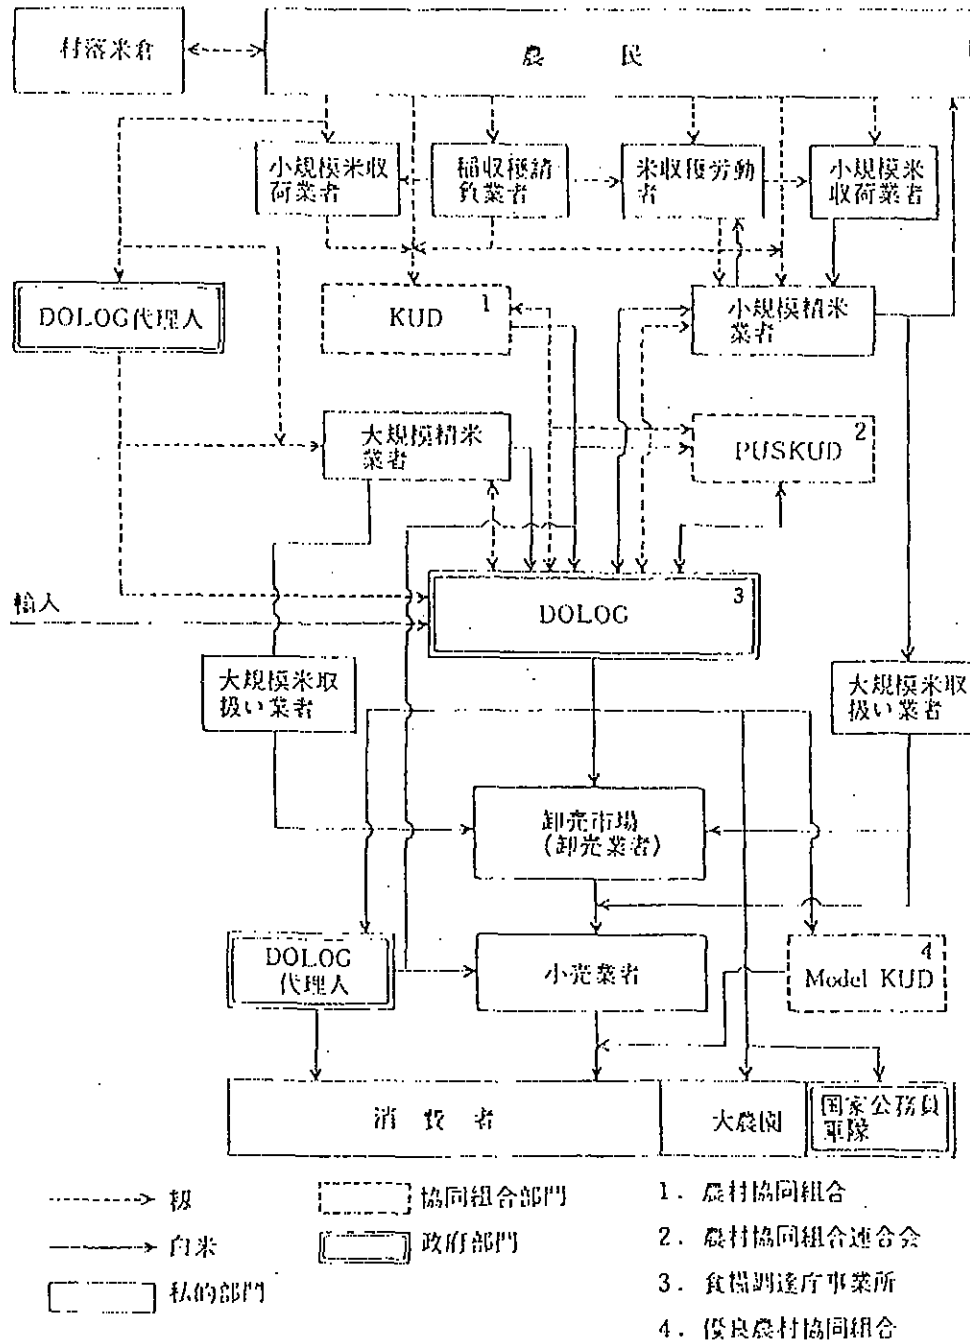 村落米倉
農 民
小規模米収
荷業者
稲収穫請
負業者
米収穫労働
者
小規模米
収荷業者
DOLOG代理人
KUD
1
小規模精米
業者
大規模精米
業者
PUSKUD
2
輸入
DOLOG
3
大規模米取
扱い業者
大規模米取
扱い業者
卸売市場
(卸売業者)
DOLOG
代理人
小売業者
4
Model KUD
消 費 者
大農園
国家公務員
軍隊
籾
協同組合部門
白米
政府部門
私的部門
1. 農村協同組合
2. 農村協同組合連合会
3. 食糧調達庁事業所
4. 優良農村協同組合